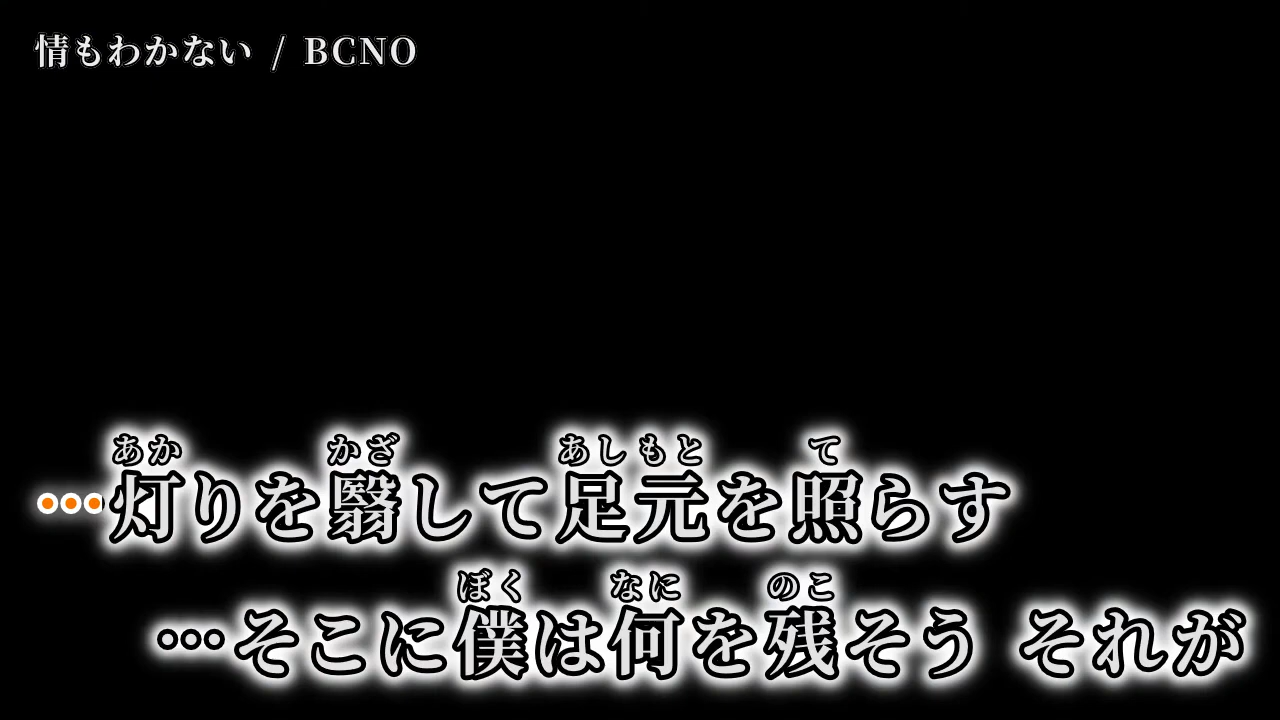 情もわかない / BCNO
あか かざ あしもと て
…灯りを翳して足元を照らす
ぼく なに のこ
…そこに僕は何を残そう それが